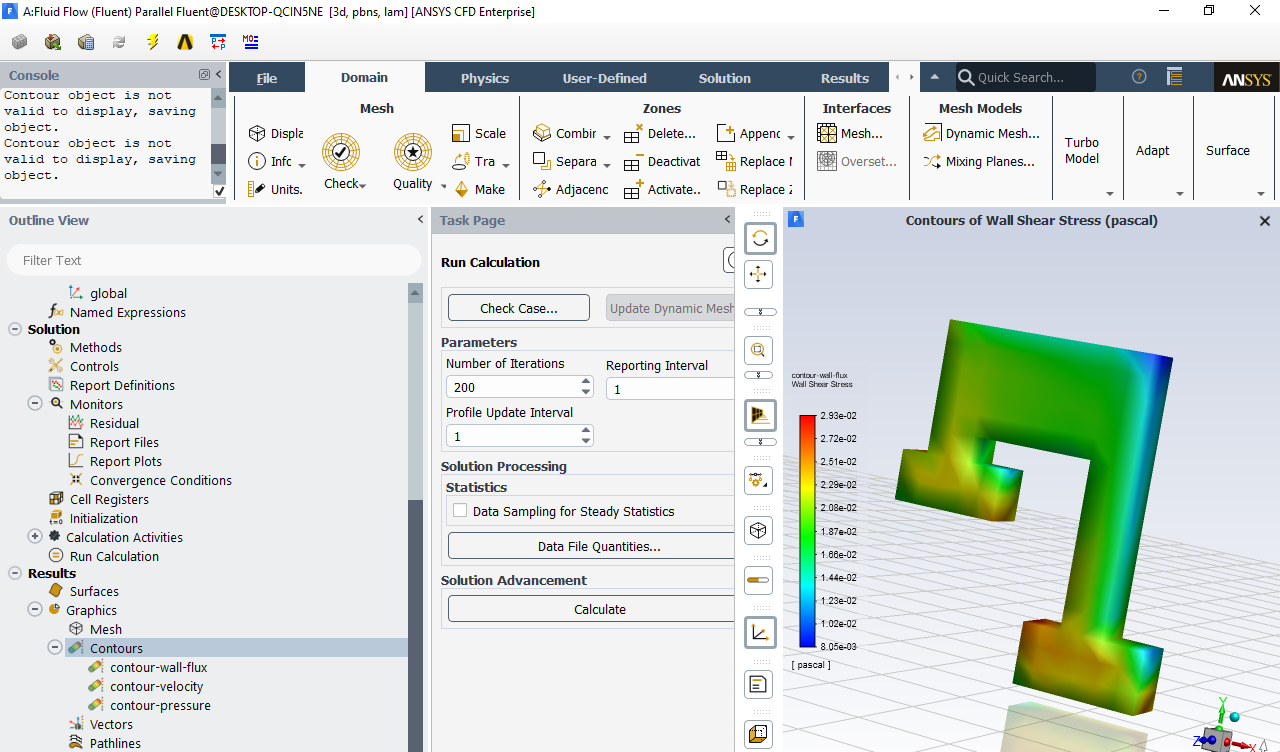 A:Fluid Flow (Fluent) Parallel Fluent@DESKTOP-QCIN5NE [3d, pbns, lam] [ANSYS CFD Enterprise]
Console
Contour object is not
valid to display, saving
object.
Contour object is not
valid to display, saving
object.
File
Domain
Physics
User-Defined
Solution
Results
Quick Search...
ANSYS
Mesh
Displa
Info
Units.
Check
Quality
Scale
Tra
Make
Zones
Combir
Separa
Adjacenc
Delete...
Deactivat
Activate..
Append
Replace
Replace
Interfaces
Mesh...
Overset...
Mesh Models
Dynamic Mesh...
Mixing Planes...
Turbo
Model
Adapt
Surface
Outline View
Filter Text
global
Named Expressions
Solution
Methods
Controls
Report Definitions
Monitors
Residual
Report Files
Report Plots
Convergence Conditions
Cell Registers
Initialization
Calculation Activities
Run Calculation
Results
Surfaces
Graphics
Mesh
Contours
contour-wall-flux
contour-velocity
contour-pressure
Vectors
Pathlines
Task Page
Run Calculation
Check Case...
Update Dynamic Mesh
Parameters
Number of Iterations
Reporting Interval
200
1
Profile Update Interval
1
Solution Processing
Statistics
Data Sampling for Steady Statistics
Data File Quantities...
Solution Advancement
Calculate
Contours of Wall Shear Stress (pascal)
contour-wall-flux
Wall Shear Stress
2.93e-02
2.72e-02
2.51e-02
2.29e-02
2.08e-02
1.87e-02
1.66e-02
1.44e-02
1.23e-02
1.02e-02
8.05e-03
[ pascal ]
Y
Z
X